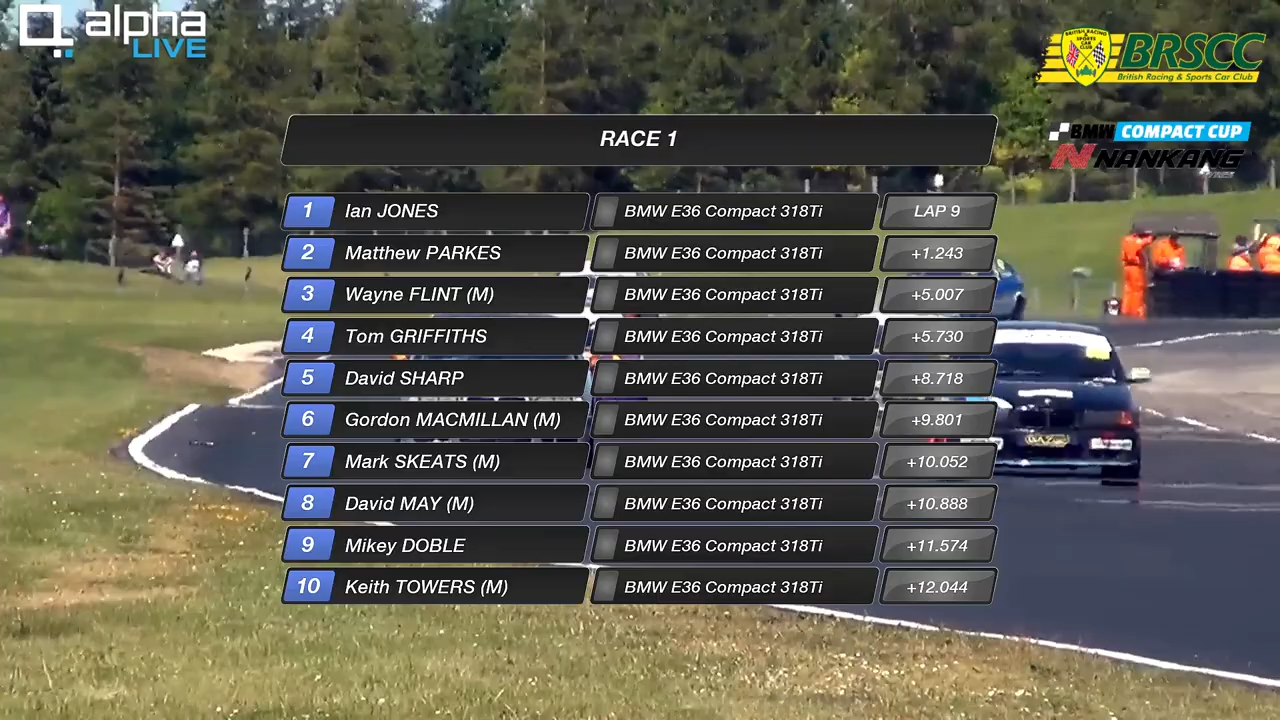 alpha
LIVE
BRSCC
British Racing & Sports Car Club
BMW COMPACT CUP
NANKANG
RACE 1
1 Ian JONES BMW E36 Compact 318Ti LAP 9
2 Matthew PARKES BMW E36 Compact 318Ti +1.243
3 Wayne FLINT (M) BMW E36 Compact 318Ti +5.007
4 Tom GRIFFITHS BMW E36 Compact 318Ti +5.730
5 David SHARP BMW E36 Compact 318Ti +8.718
6 Gordon MACMILLAN (M) BMW E36 Compact 318Ti +9.801
7 Mark SKEATS (M) BMW E36 Compact 318Ti +10.052
8 David MAY (M) BMW E36 Compact 318Ti +10.888
9 Mikey DOBLE BMW E36 Compact 318Ti +11.574
10 Keith TOWERS (M) BMW E36 Compact 318Ti +12.044